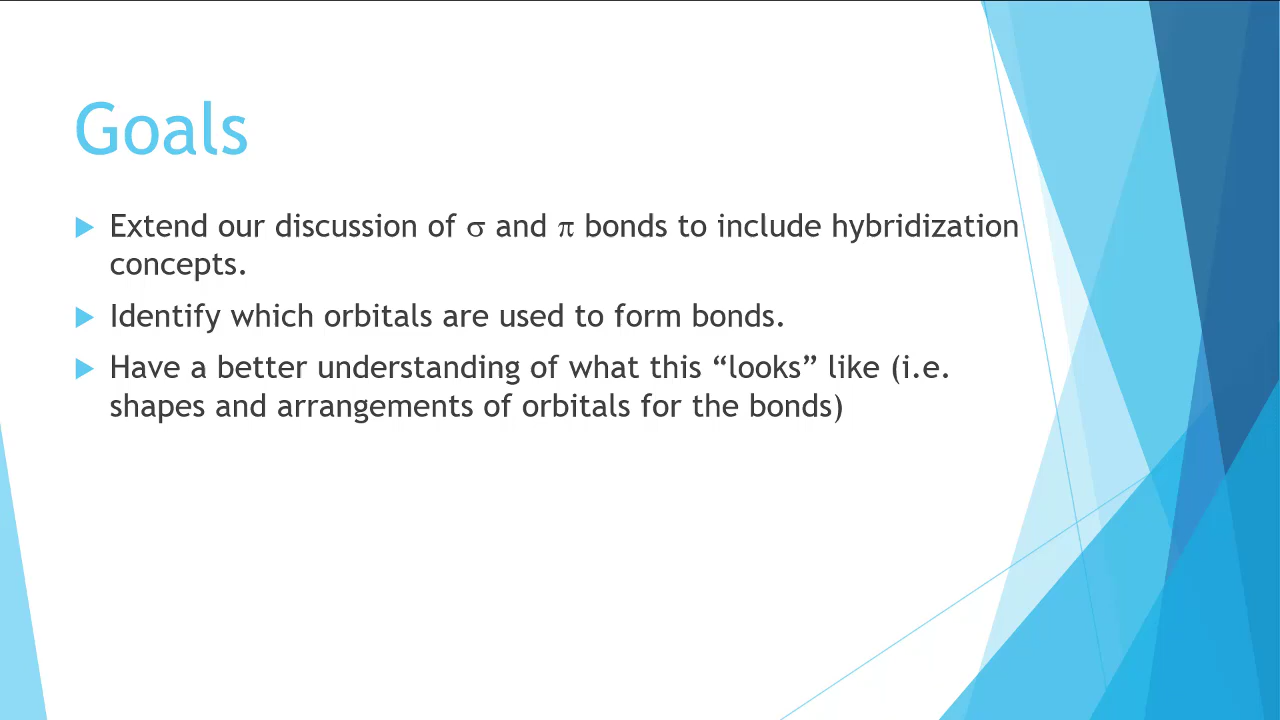 Goals
Extend our discussion of σ and π bonds to include hybridization
concepts.
Identify which orbitals are used to form bonds.
Have a better understanding of what this “looks” like (i.e.
shapes and arrangements of orbitals for the bonds)